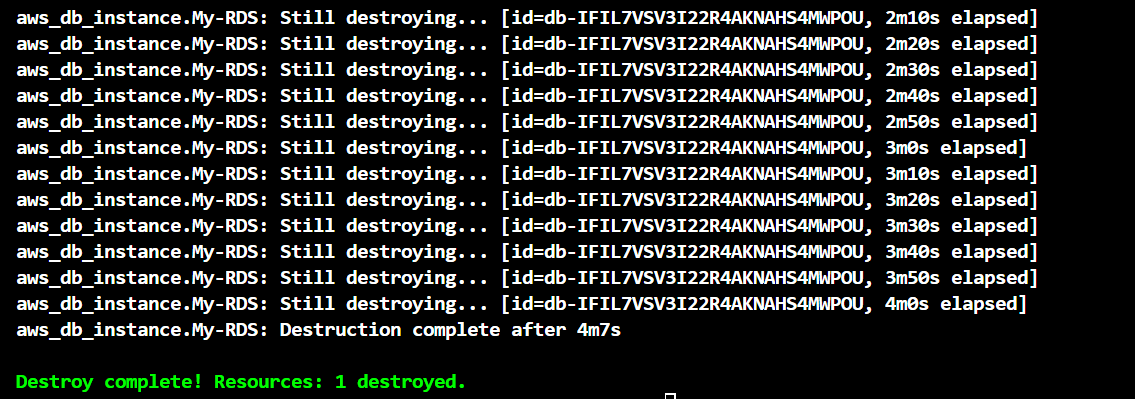 aws_db_instance.My-RDS: Still destroying... [id=db-IFIL7VSV3I22R4AKNAHS4MWPOU, 2m10s elapsed]
aws_db_instance.My-RDS: Still destroying... [id=db-IFIL7VSV3I22R4AKNAHS4MWPOU, 2m20s elapsed]
aws_db_instance.My-RDS: Still destroying... [id=db-IFIL7VSV3I22R4AKNAHS4MWPOU, 2m30s elapsed]
aws_db_instance.My-RDS: Still destroying... [id=db-IFIL7VSV3I22R4AKNAHS4MWPOU, 2m40s elapsed]
aws_db_instance.My-RDS: Still destroying... [id=db-IFIL7VSV3I22R4AKNAHS4MWPOU, 2m50s elapsed]
aws_db_instance.My-RDS: Still destroying... [id=db-IFIL7VSV3I22R4AKNAHS4MWPOU, 3m0s elapsed]
aws_db_instance.My-RDS: Still destroying... [id=db-IFIL7VSV3I22R4AKNAHS4MWPOU, 3m10s elapsed]
aws_db_instance.My-RDS: Still destroying... [id=db-IFIL7VSV3I22R4AKNAHS4MWPOU, 3m20s elapsed]
aws_db_instance.My-RDS: Still destroying... [id=db-IFIL7VSV3I22R4AKNAHS4MWPOU, 3m30s elapsed]
aws_db_instance.My-RDS: Still destroying... [id=db-IFIL7VSV3I22R4AKNAHS4MWPOU, 3m40s elapsed]
aws_db_instance.My-RDS: Still destroying... [id=db-IFIL7VSV3I22R4AKNAHS4MWPOU, 3m50s elapsed]
aws_db_instance.My-RDS: Still destroying... [id=db-IFIL7VSV3I22R4AKNAHS4MWPOU, 4m0s elapsed]
aws_db_instance.My-RDS: Destruction complete after 4m7s
Destroy complete! Resources: 1 destroyed.